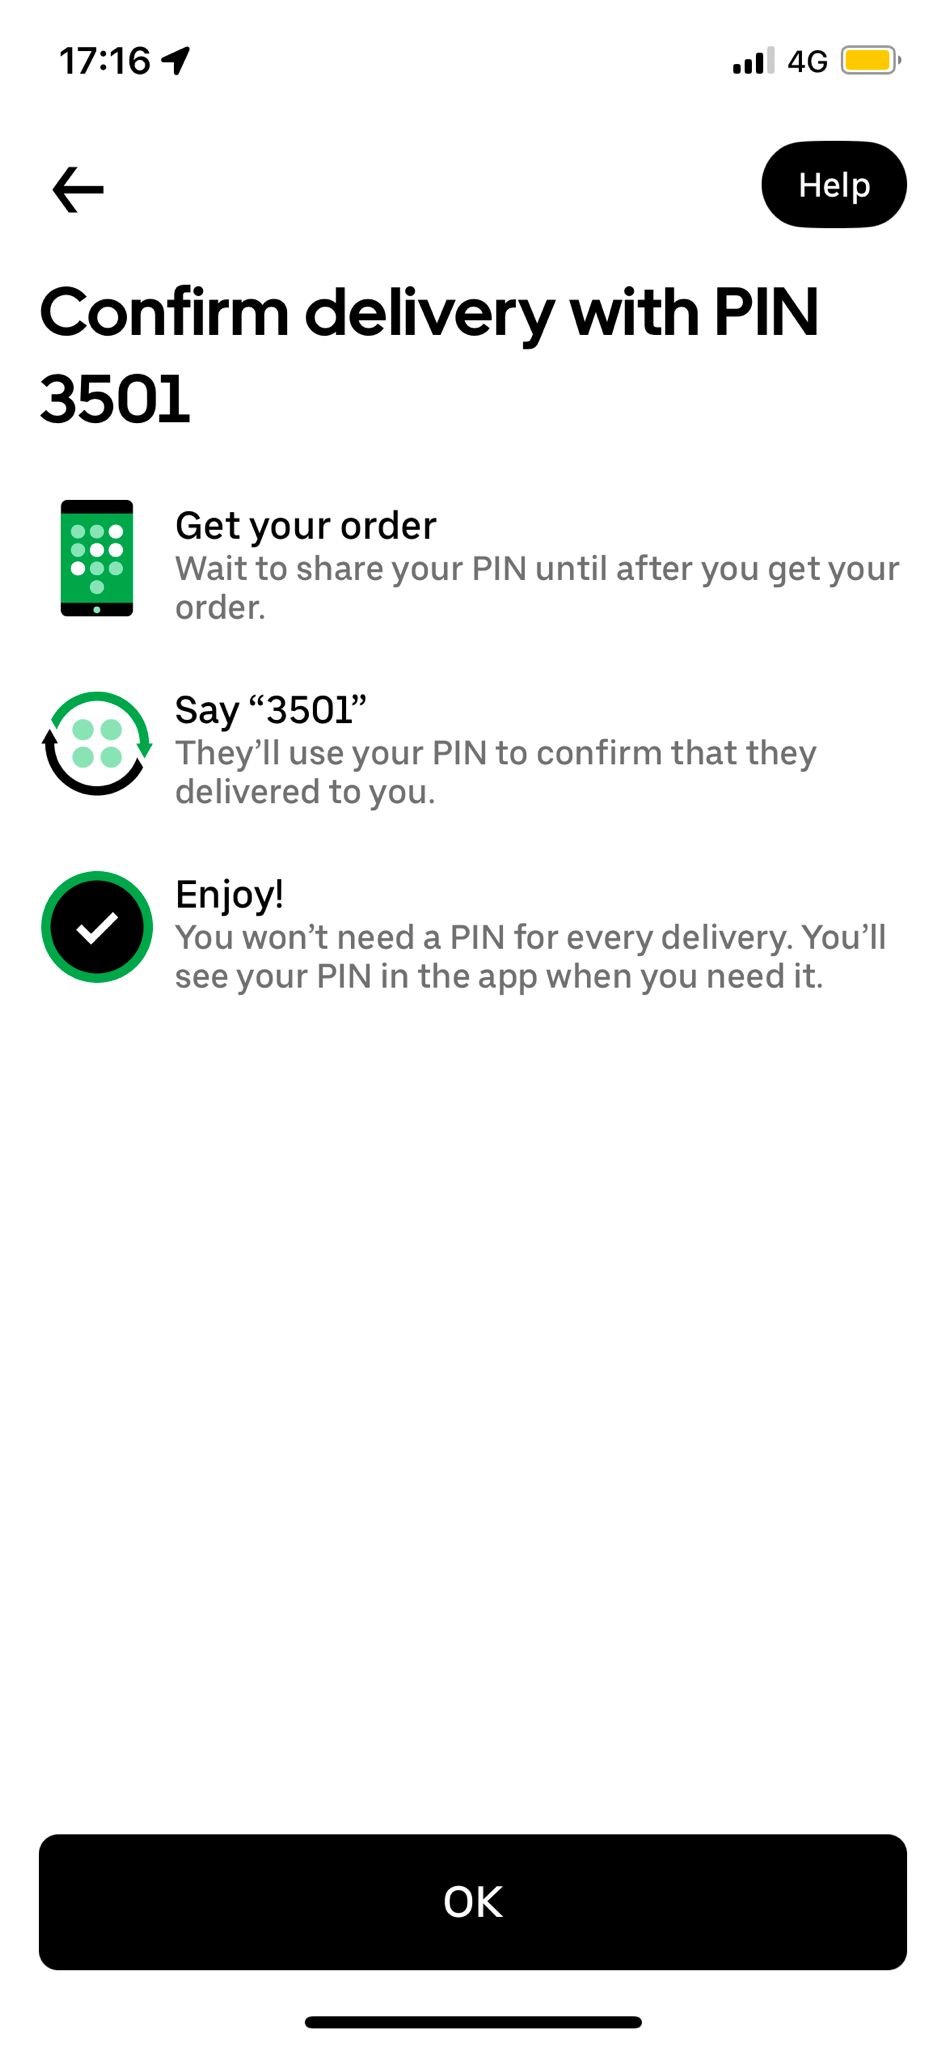 17:16
4G
Help
Confirm delivery with PIN
3501
Get your order
Wait to share your PIN until after you get your
order.
Say “3501”
They’ll use your PIN to confirm that they
delivered to you.
Enjoy!
You won’t need a PIN for every delivery. You’ll
see your PIN in the app when you need it.
OK